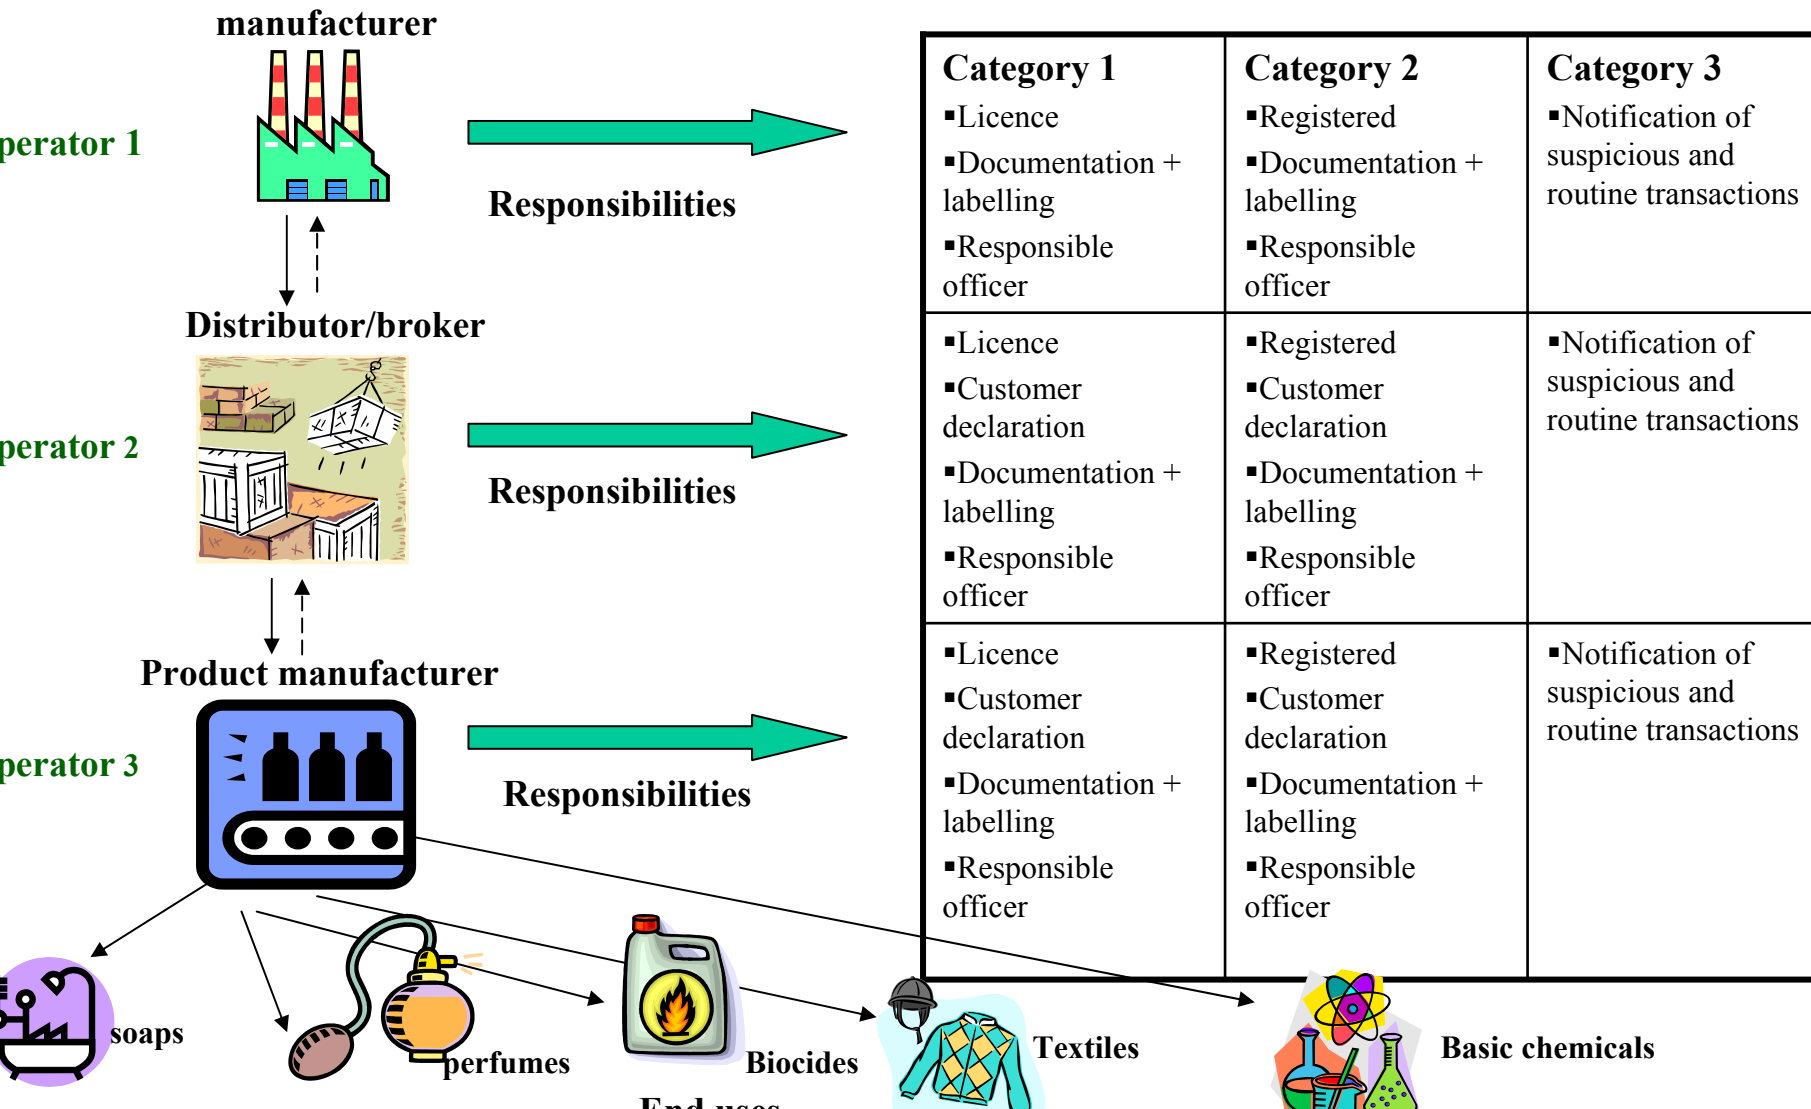 manufacturer
perator 1
Responsibilities
Distributor/broker
perator 2
Responsibilities
Product manufacturer
perator 3
Responsibilities
Category 1
▪Licence
▪Documentation +
labelling
▪Responsible
officer
Category 2
▪Registered
▪Documentation +
labelling
▪Responsible
officer
Category 3
▪Notification of
suspicious and
routine transactions
▪Licence
▪Customer
declaration
▪Documentation +
labelling
▪Responsible
officer
▪Registered
▪Customer
declaration
▪Documentation +
labelling
▪Responsible
officer
▪Notification of
suspicious and
routine transactions
▪Licence
▪Customer
declaration
▪Documentation +
labelling
▪Responsible
officer
▪Registered
▪Customer
declaration
▪Documentation +
labelling
▪Responsible
officer
▪Notification of
suspicious and
routine transactions
soaps
perfumes
Biocides
Textiles
Basic chemicals
End uses